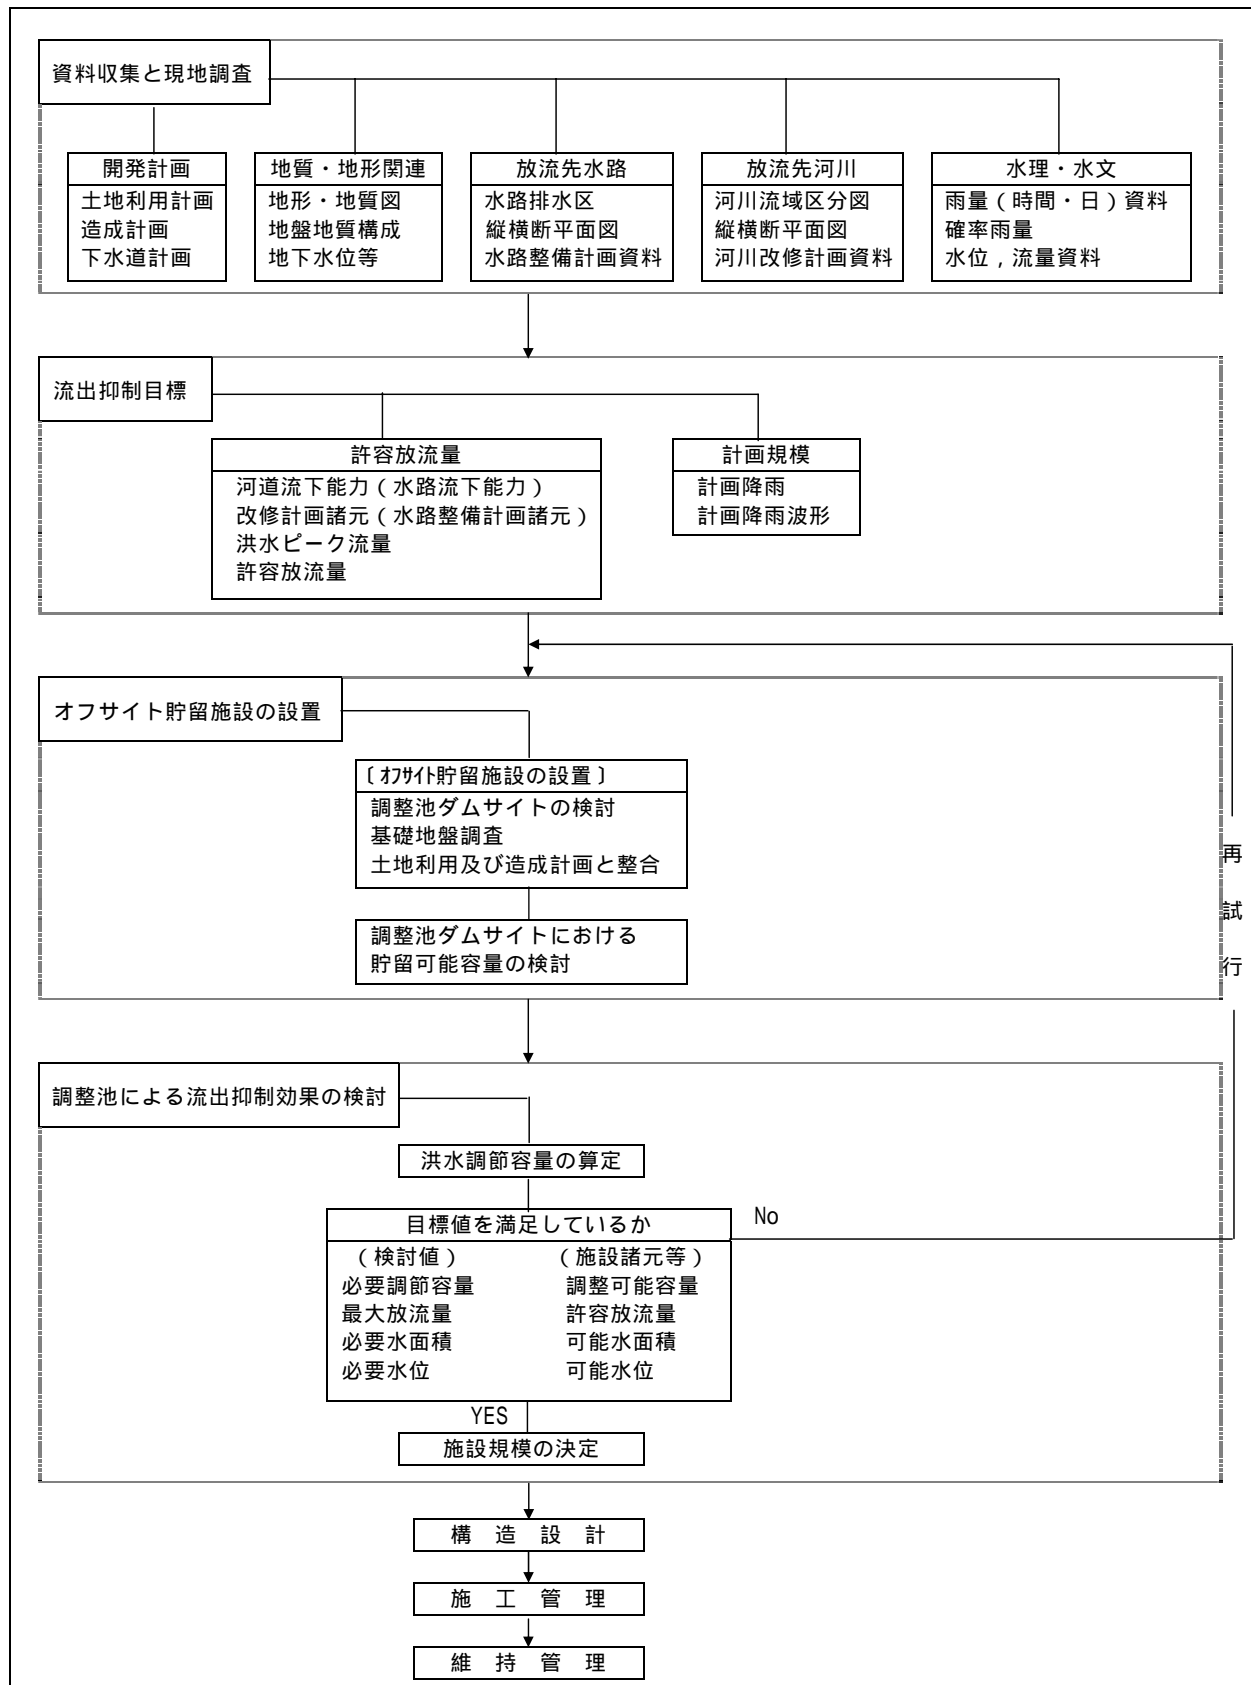 資料収集と現地調査
開発計画
土地利用計画
造成計画
下水道計画
地質・地形関連
地形・地質図
地盤地質構成
地下水位等
放流先水路
水路排水区
縦横断平面図
水路整備計画資料
放流先河川
河川流域区分図
縦横断平面図
河川改修計画資料
水理・水文
雨量(時間・日)資料
確率雨量
水位,流量資料
流出抑制目標
許容放流量
河道流下能力(水路流下能力)
改修計画諸元(水路整備計画諸元)
洪水ピーク流量
許容放流量
計画規模
計画降雨
計画降雨波形
オフサイト貯留施設の設置
〔オフサイト貯留施設の設置〕
調整池ダムサイトの検討
基礎地盤調査
土地利用及び造成計画と整合
調整池ダムサイトにおける
貯留可能容量の検討
再試行
調整池による流出抑制効果の検討
洪水調節容量の算定
目標値を満足しているか
No
(検討値) (施設諸元等)
必要調節容量 調整可能容量
最大放流量 許容放流量
必要水面積 可能水面積
必要水位 可能水位
YES
施設規模の決定
構 造 設 計
施 工 管 理
維 持 管 理